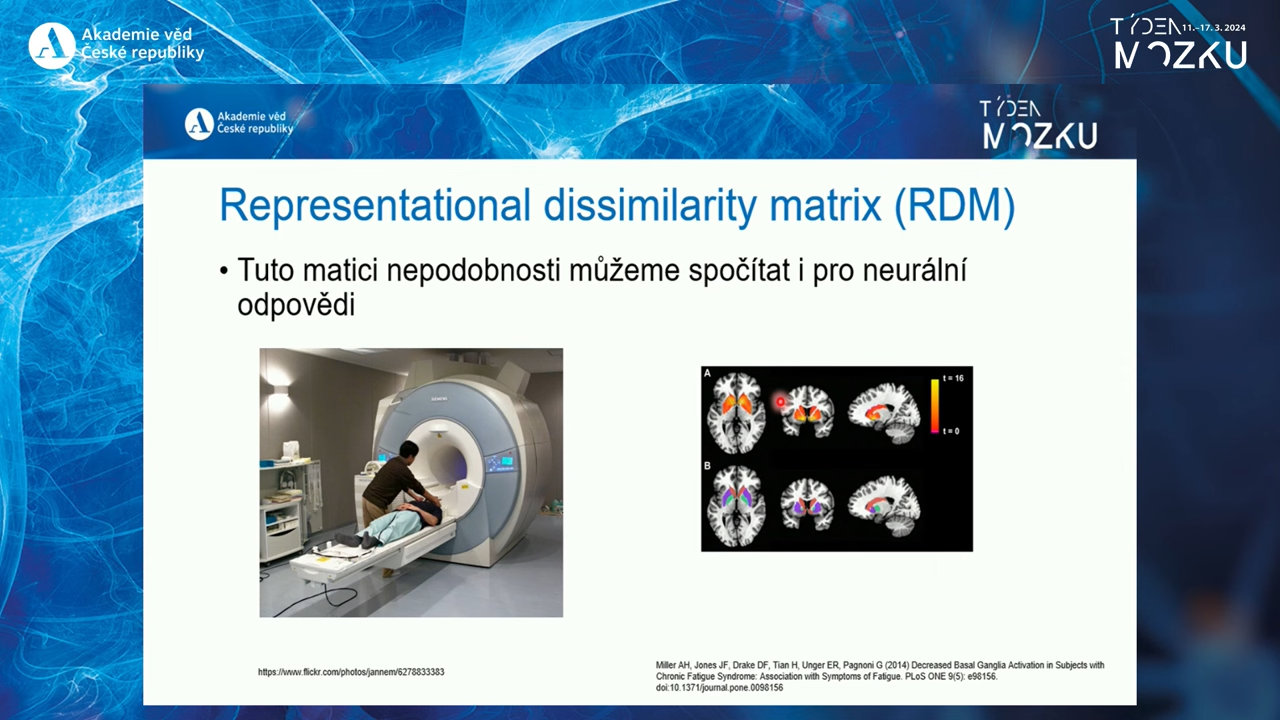 Akademie věd
České republiky
TÝDEN 11.–17. 3. 2024
MOZKU
Akademie věd
České republiky
TÝDEN
MOZKU
Representational dissimilarity matrix (RDM)
• Tuto matici nepodobnosti můžeme spočítat i pro neurální
odpovědi
SIEMENS
A
t = 16
t = 0
B
https://www.flickr.com/photos/jannem/6278833383
Miller AH, Jones JF, Drake DF, Tian H, Unger ER, Pagnoni G (2014) Decreased Basal Ganglia Activation in Subjects with
Chronic Fatigue Syndrome: Association with Symptoms of Fatigue. PLoS ONE 9(5): e98156.
doi:10.1371/journal.pone.0098156